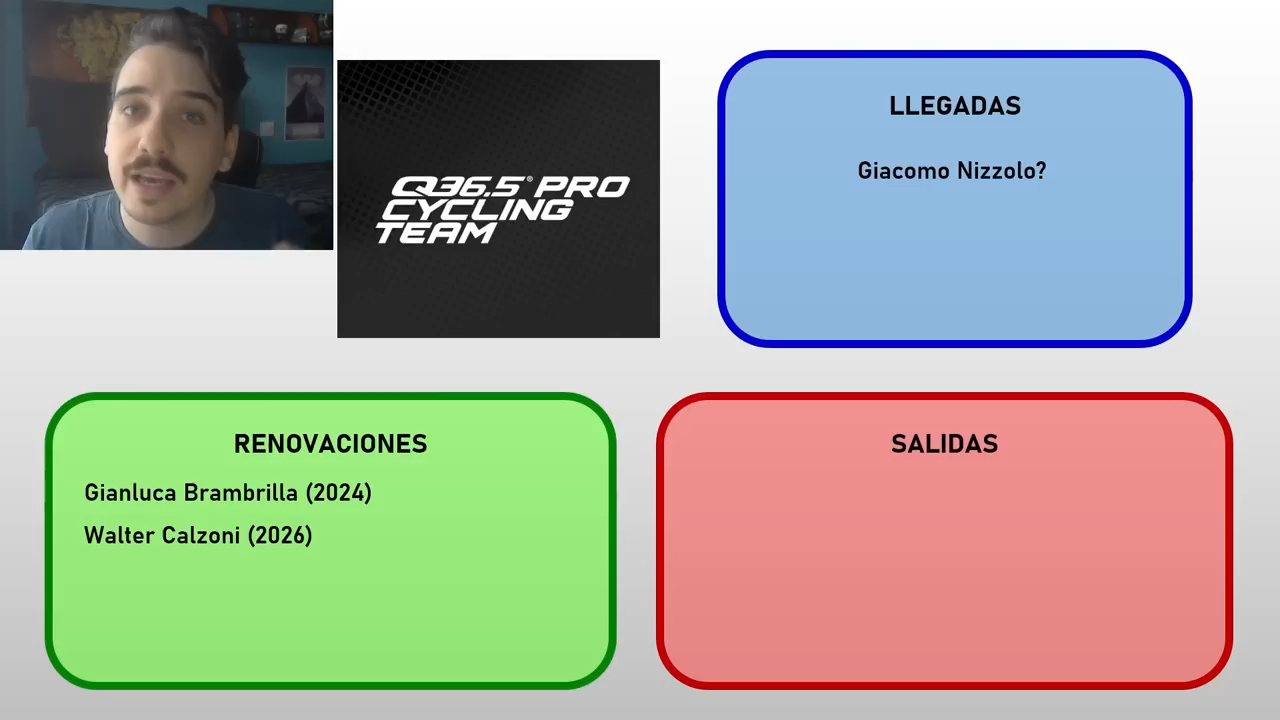 Q36.5® PRO
CYCLING
TEAM
LLEGADAS
Giacomo Nizzolo?
RENOVACIONES
Gianluca Brambrilla (2024)
Walter Calzoni (2026)
SALIDAS